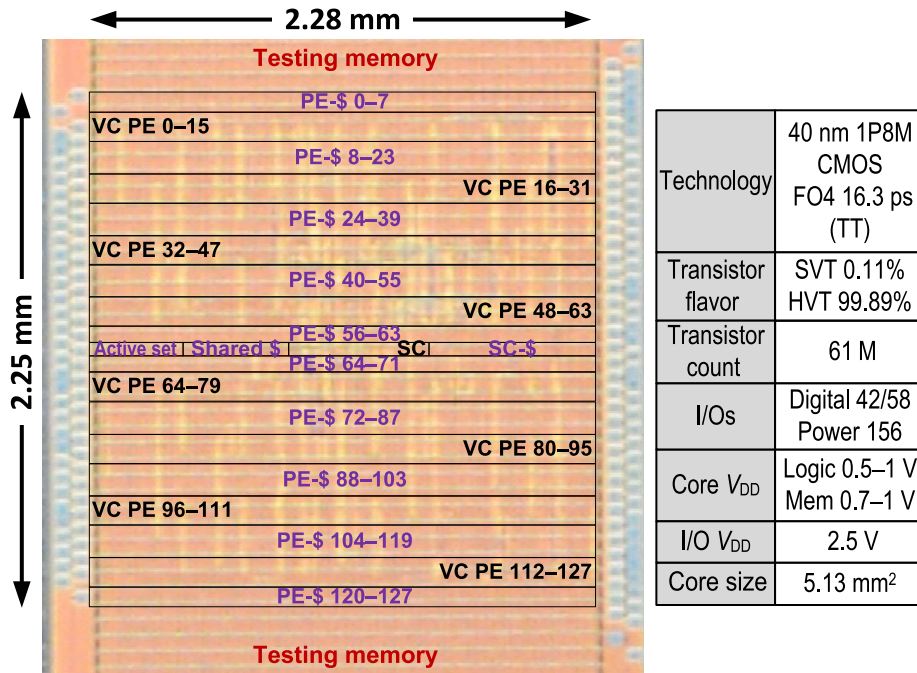 2.28 mm
2.25 mm
Testing memory
PE-$ 0–7
VC PE 0–15
PE-$ 8–23
VC PE 16–31
PE-$ 24–39
VC PE 32–47
PE-$ 40–55
VC PE 48–63
PE-$ 56–63
Active set Shared $ SC SC-$
PE-$ 64–71
VC PE 64–79
PE-$ 72–87
VC PE 80–95
PE-$ 88–103
VC PE 96–111
PE-$ 104–119
VC PE 112–127
PE-$ 120–127
Testing memory
Technology
40 nm 1P8M
CMOS
FO4 16.3 ps
(TT)
Transistor
flavor
SVT 0.11%
HVT 99.89%
Transistor
count
61 M
I/Os
Digital 42/58
Power 156
Core VDD
Logic 0.5–1 V
Mem 0.7–1 V
I/O VDD
2.5 V
Core size
5.13 mm²